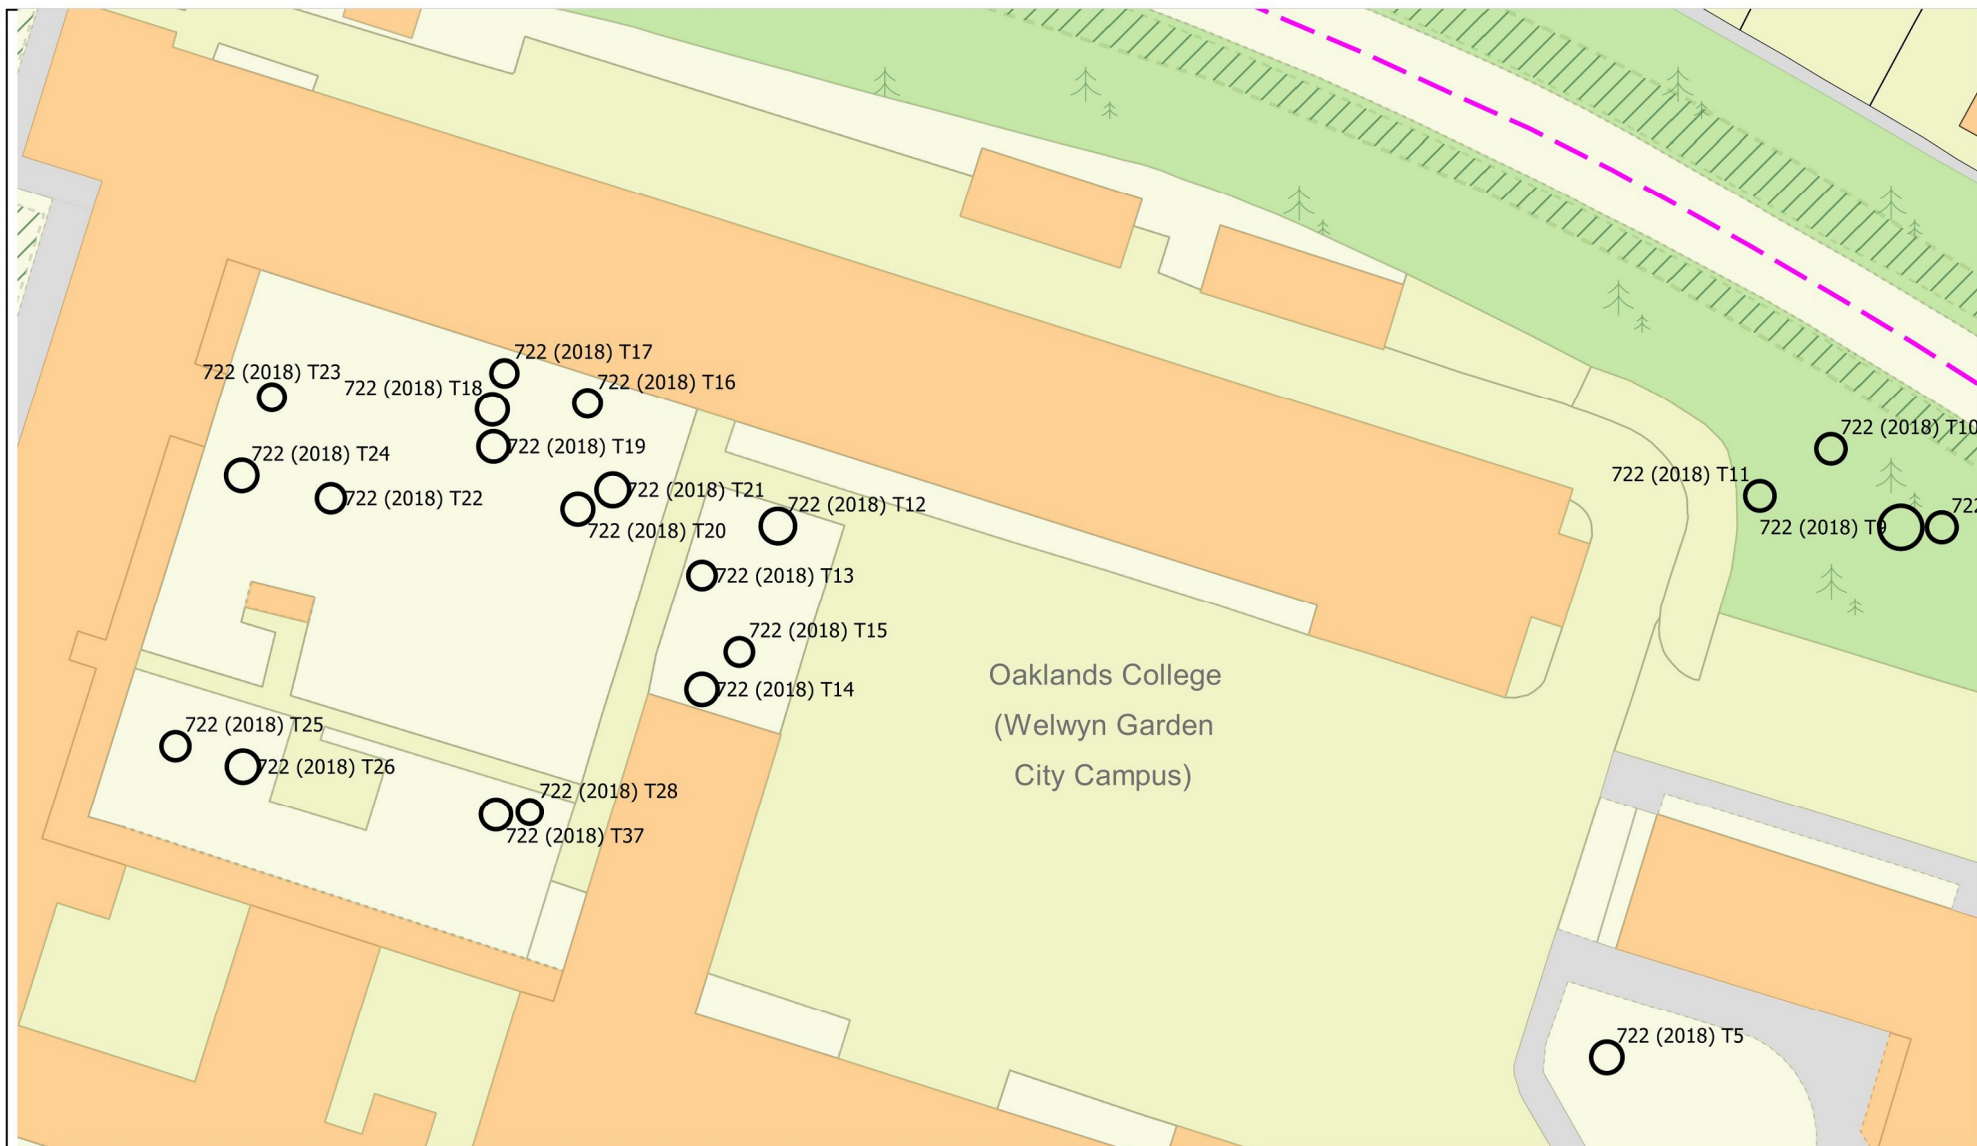 722 (2018) T17
722 (2018) T23
722 (2018) T16
722 (2018) T18
722 (2018) T19
722 (2018) T24
722 (2018) T22
722 (2018) T21
722 (2018) T20
722 (2018) T12
722 (2018) T13
722 (2018) T15
722 (2018) T14
722 (2018) T10
722 (2018) T11
722 (2018) T9
722
Oaklands College
(Welwyn Garden
City Campus)
722 (2018) T25
722 (2018) T26
722 (2018) T28
722 (2018) T37
722 (2018) T5